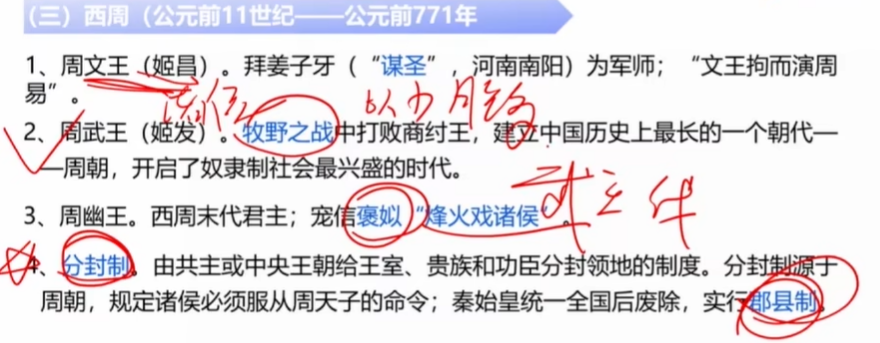 (三）西周（公元前11世纪——公元前771年
1、周文王（姬昌）。拜姜子牙（“谋圣”，河南南阳）为军师；“文王拘而演周
易”。
以少胜多
2、周武王（姬发）。牧野之战中打败商纣王，建立中国历史上最长的一个朝代—
—周朝，开启了奴隶制社会最兴盛的时代。
武王伐
3、周幽王。西周末代君主；宠信褒姒“烽火戏诸侯”。
4、分封制。由共主或中央王朝给王室、贵族和功臣分封领地的制度。分封制源于
周朝，规定诸侯必须服从周天子的命令；秦始皇统一全国后废除，实行郡县制。